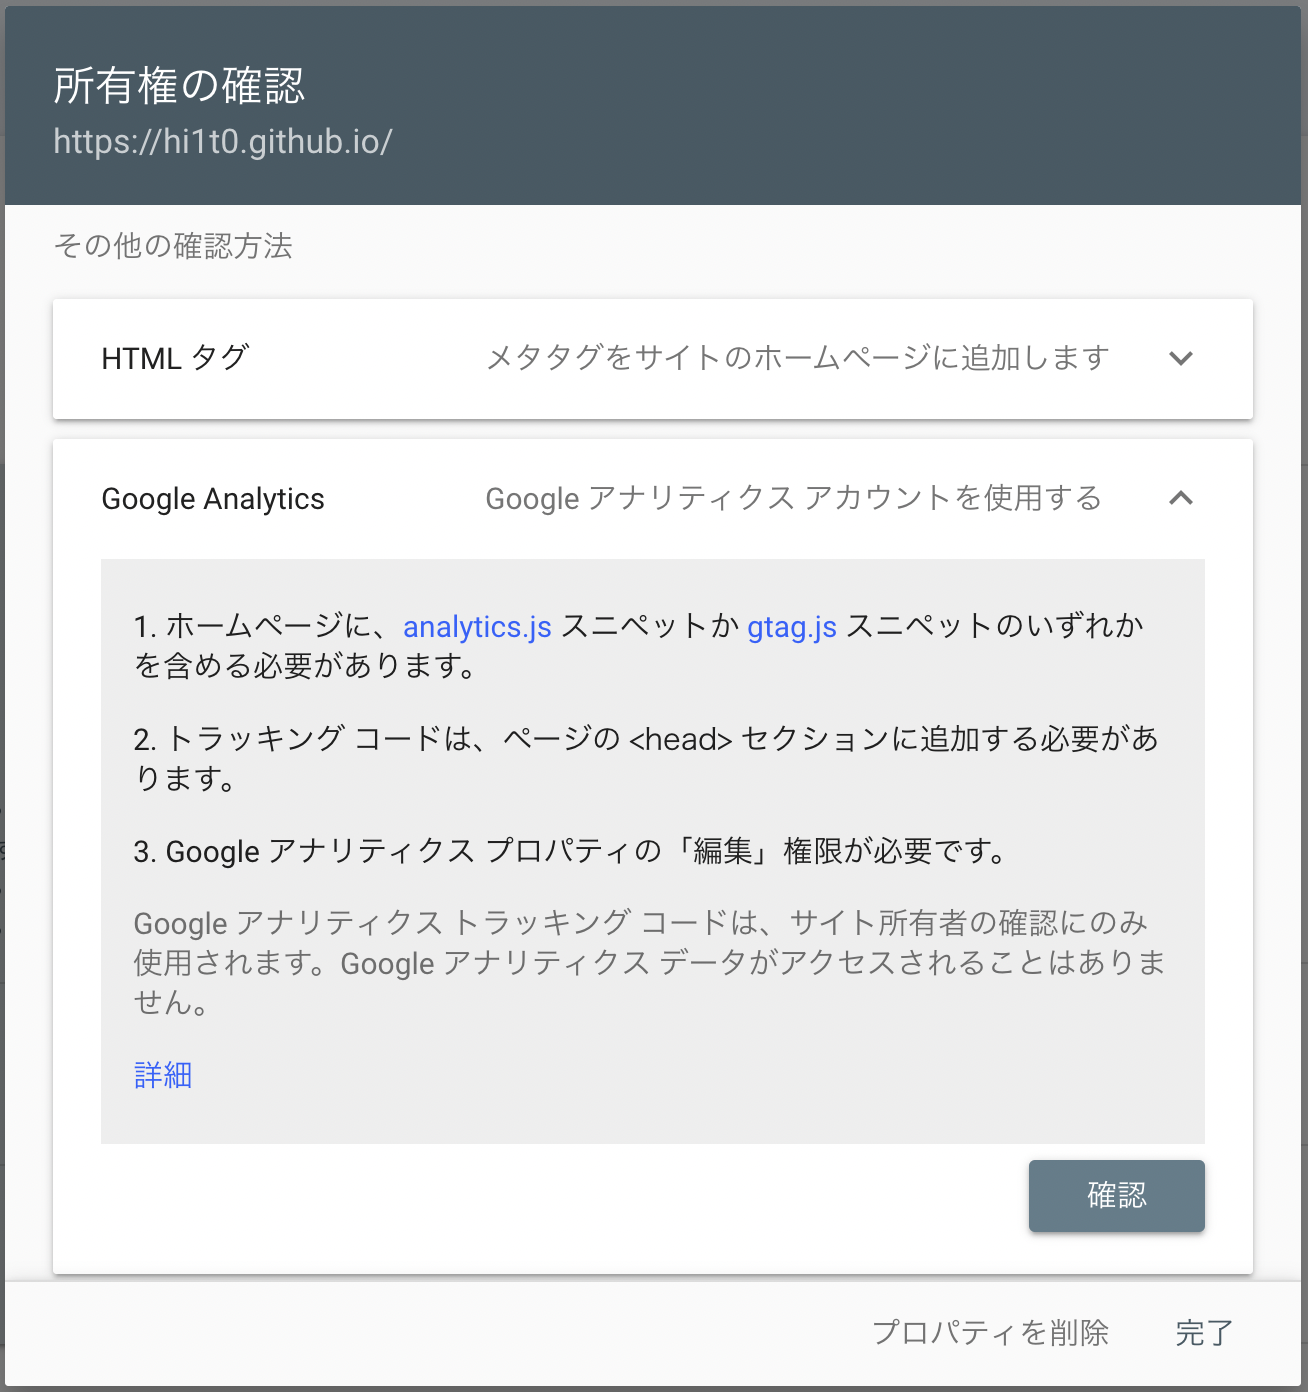 所有権の確認
https://hi1t0.github.io/
その他の確認方法
HTML タグ
メタタグをサイトのホームページに追加します
Google Analytics
Google アナリティクス アカウントを使用する
1. ホームページに、analytics.js スニペットか gtag.js スニペットのいずれか
を含める必要があります。
2. トラッキング コードは、ページの <head> セクションに追加する必要があ
ります。
3. Google アナリティクス プロパティの「編集」権限が必要です。
Google アナリティクス トラッキング コードは、サイト所有者の確認にのみ
使用されます。Google アナリティクス データがアクセスされることはありま
せん。
詳細
確認
プロパティを削除
完了